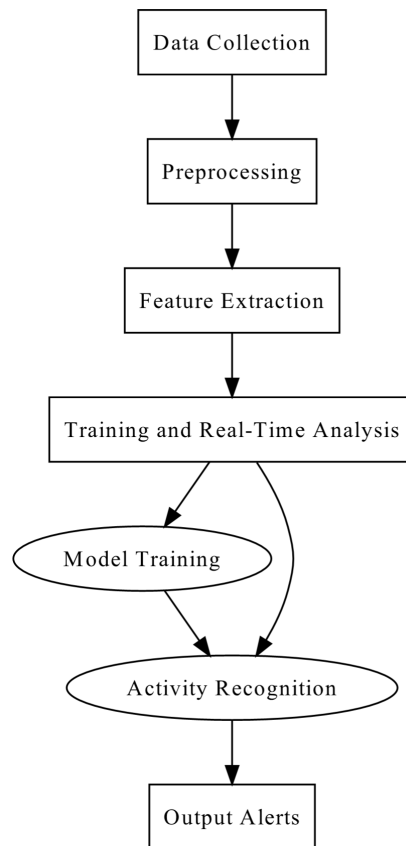 Data Collection
Preprocessing
Feature Extraction
Training and Real-Time Analysis
Model Training
Activity Recognition
Output Alerts